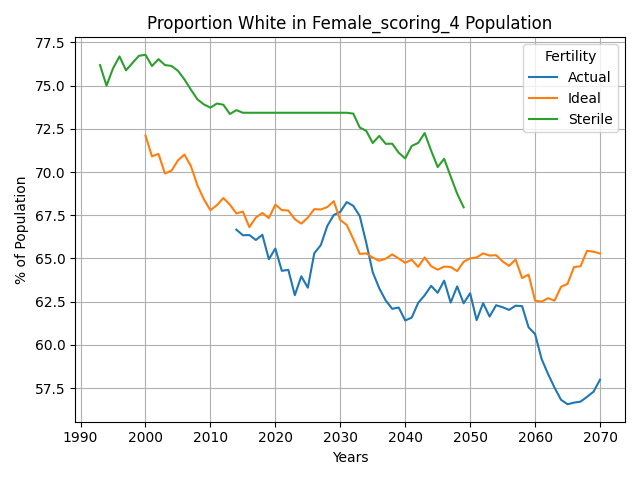 Proportion White in Female_scoring_4 Population
% of Population
77.5
75.0
72.5
70.0
67.5
65.0
62.5
60.0
57.5
Fertility
Actual
Ideal
Sterile
1990 2000 2010 2020 2030 2040 2050 2060 2070
Years